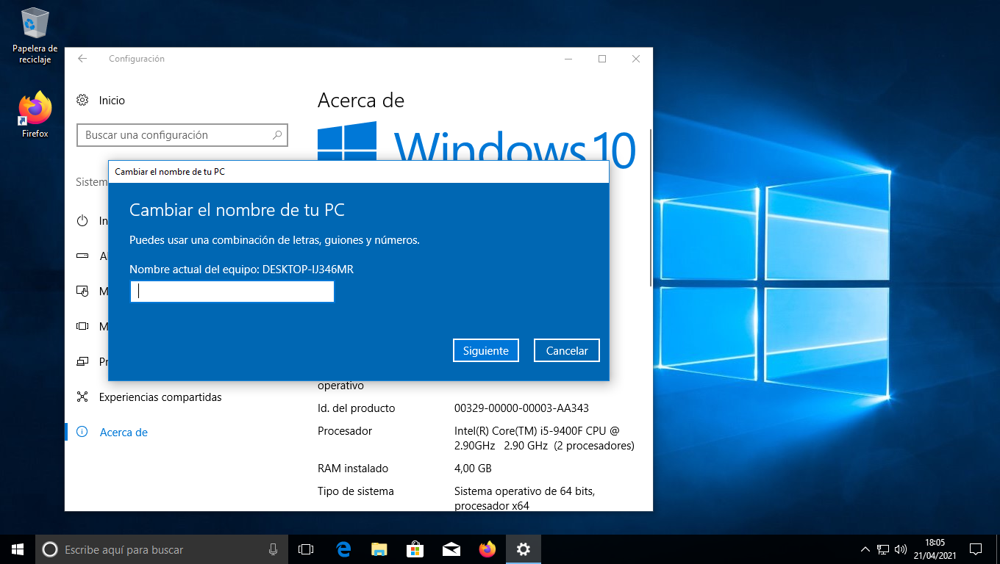 Papelera de
reciclaje
Firefox
Configuración
Inicio
Buscar una configuración
Acerca de
Windows 10
Sistem
Cambiar el nombre de tu PC
Cambiar el nombre de tu PC
Puedes usar una combinación de letras, guiones y números.
Nombre actual del equipo: DESKTOP-IJ346MR
Siguiente
Cancelar
operativo
Experiencias compartidas
Id. del producto 00329-00000-00003-AA343
Acerca de
Procesador Intel(R) Core(TM) i5-9400F CPU @
2.90GHz 2.90 GHz (2 procesadores)
RAM instalado 4,00 GB
Tipo de sistema Sistema operativo de 64 bits,
procesador x64
Escribe aquí para buscar
18:05
21/04/2021